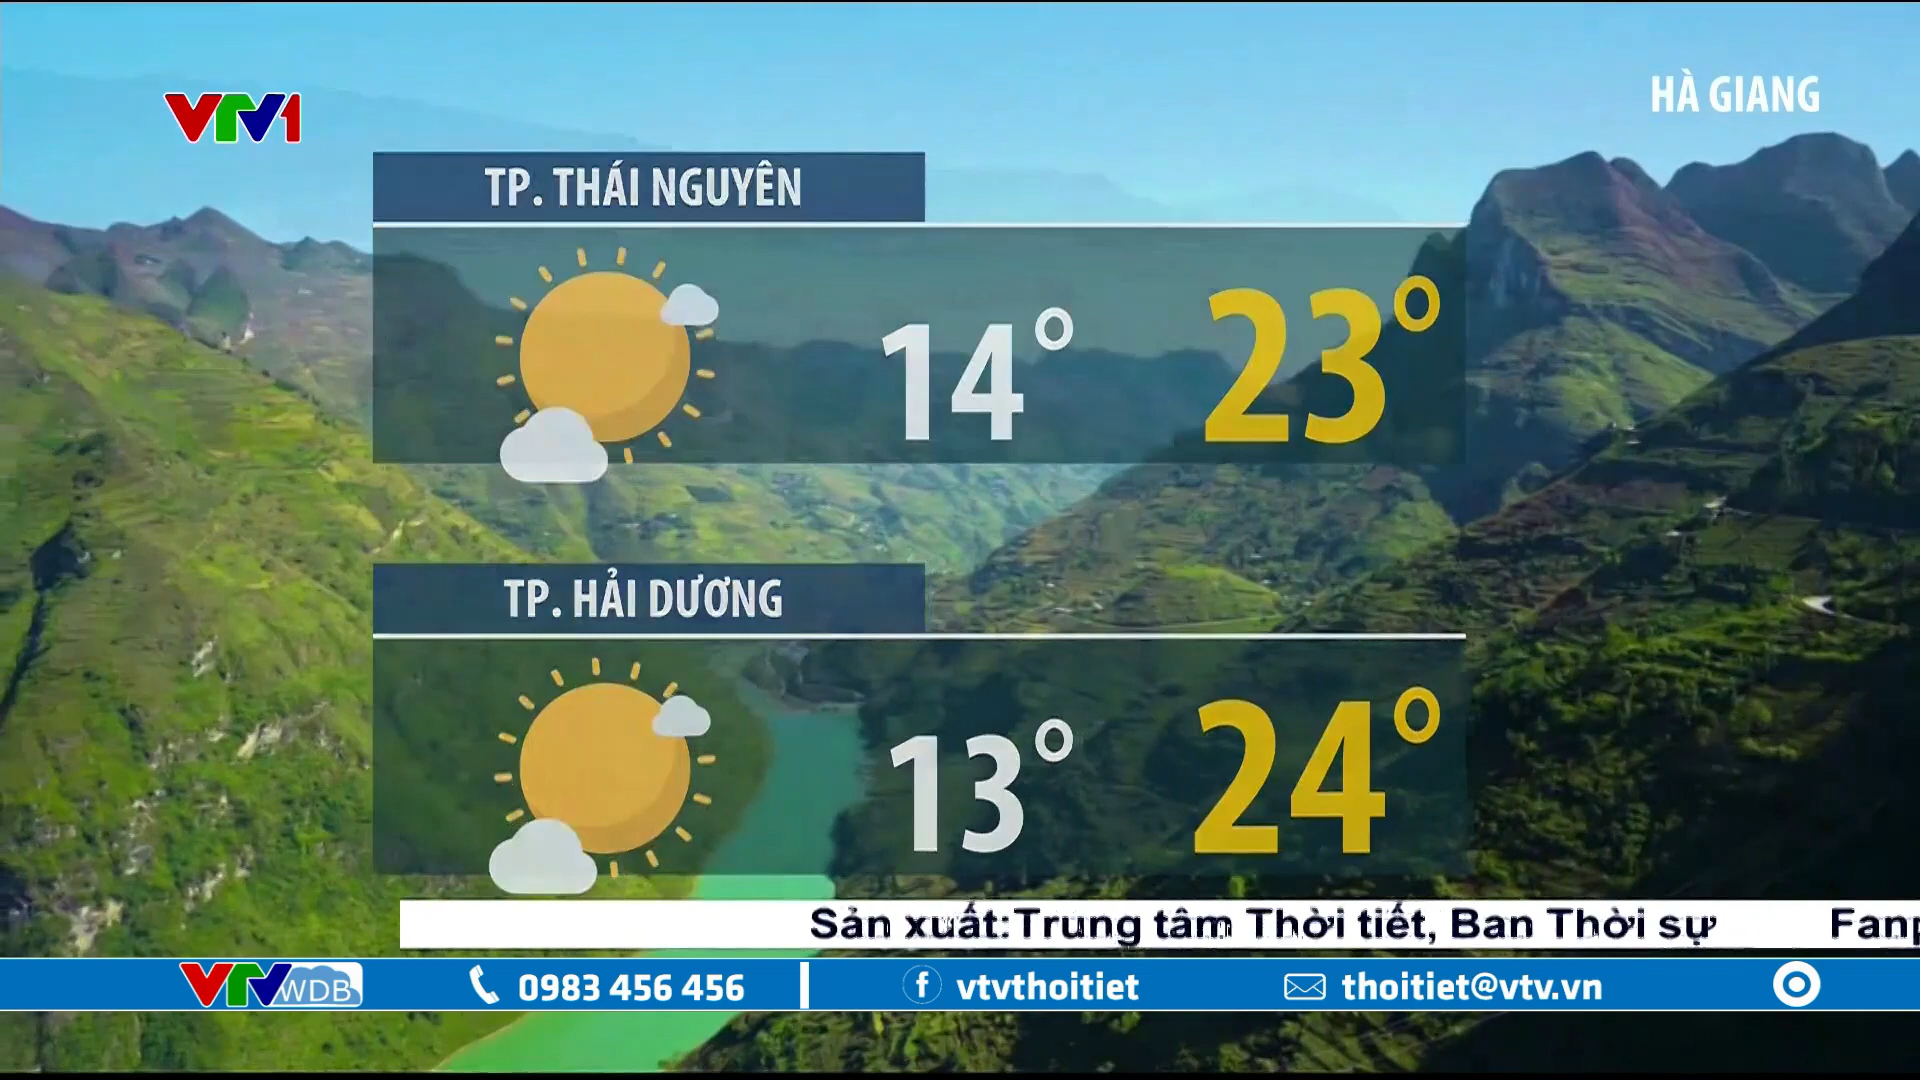 VTV1
HÀ GIANG
TP. THÁI NGUYÊN
14° 23°
TP. HẢI DƯƠNG
13° 24°
Sản xuất:Trung tâm Thời tiết, Ban Thời sự Fanp
VTV WDB 0983 456 456 vtvthoitiet thoitiet@vtv.vn